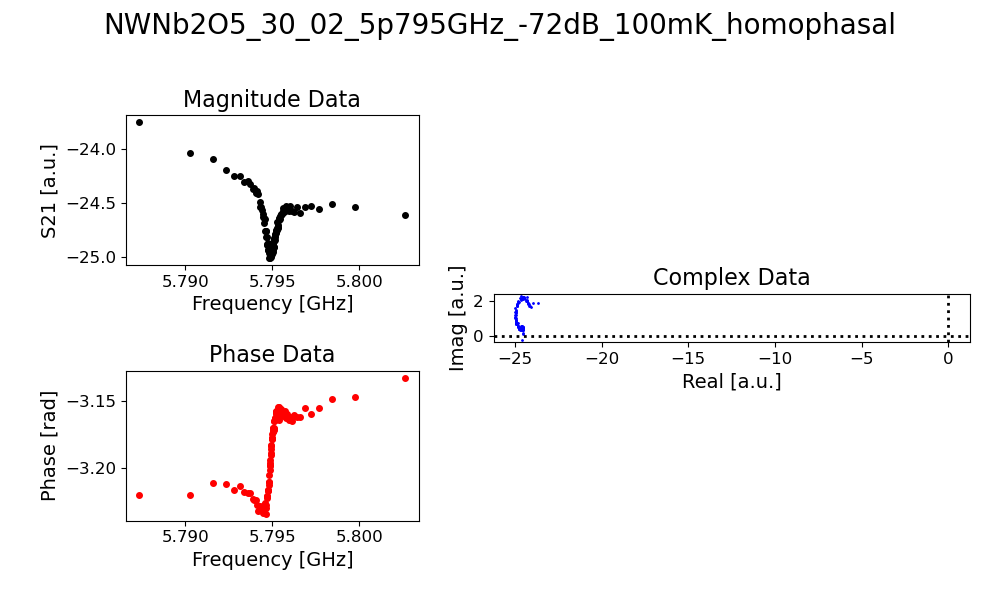 NWNb2O5_30_02_5p795GHz_-72dB_100mK_homophasal
Magnitude Data
S21 [a.u.]
−24.0
−24.5
−25.0
5.790 5.795 5.800
Frequency [GHz]
Phase Data
Phase [rad]
−3.15
−3.20
5.790 5.795 5.800
Frequency [GHz]
Complex Data
Imag [a.u.]
2
0
−25 −20 −15 −10 −5 0
Real [a.u.]